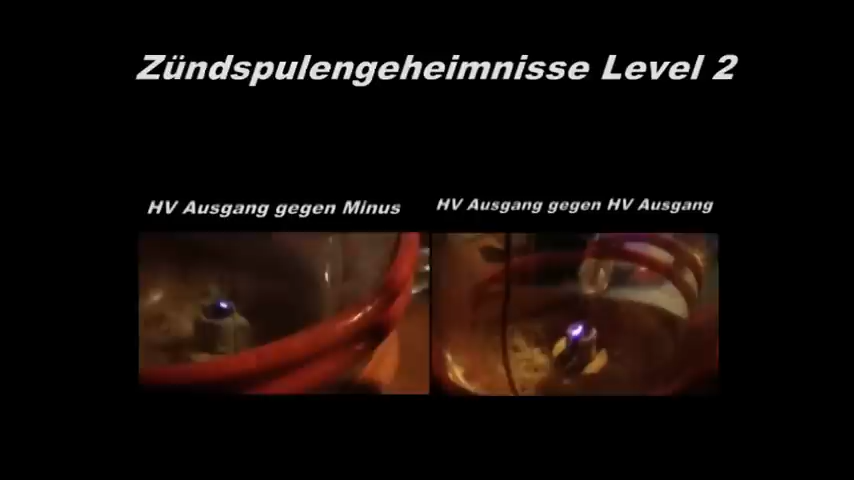 Zündspulengeheimnisse Level 2
HV Ausgang gegen Minus
HV Ausgang gegen HV Ausgang